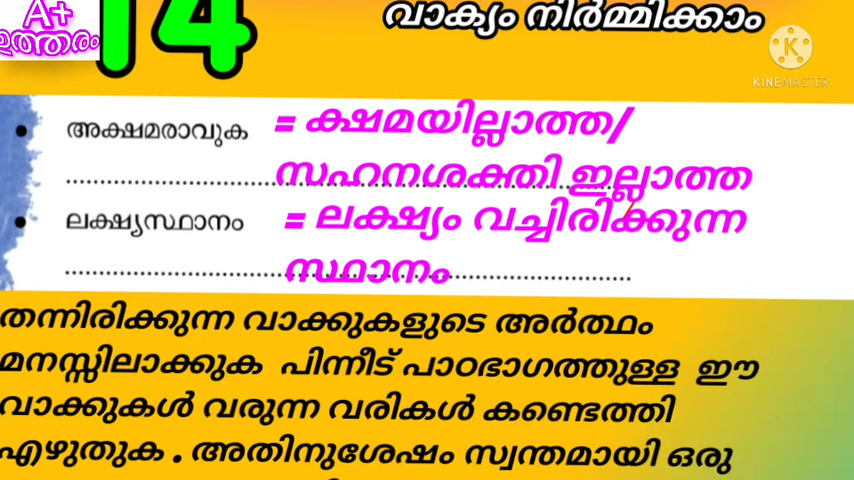 A+
ഉത്തരം
14
വാക്യം നിർമ്മിക്കാം
KINEMASTER
• അക്ഷമരാവുക = ക്ഷമയില്ലാത്ത/
സഹനശക്തി ഇല്ലാത്ത
• ലക്ഷ്യസ്ഥാനം = ലക്ഷ്യം വച്ചിരിക്കുന്ന
സ്ഥാനം
തന്നിരിക്കുന്ന വാക്കുകളുടെ അർത്ഥം
മനസ്സിലാക്കുക പിന്നീട് പാഠഭാഗത്തുള്ള ഈ
വാക്കുകൾ വരുന്ന വരികൾ കണ്ടെത്തി
എഴുതുക . അതിനുശേഷം സ്വന്തമായി ഒരു